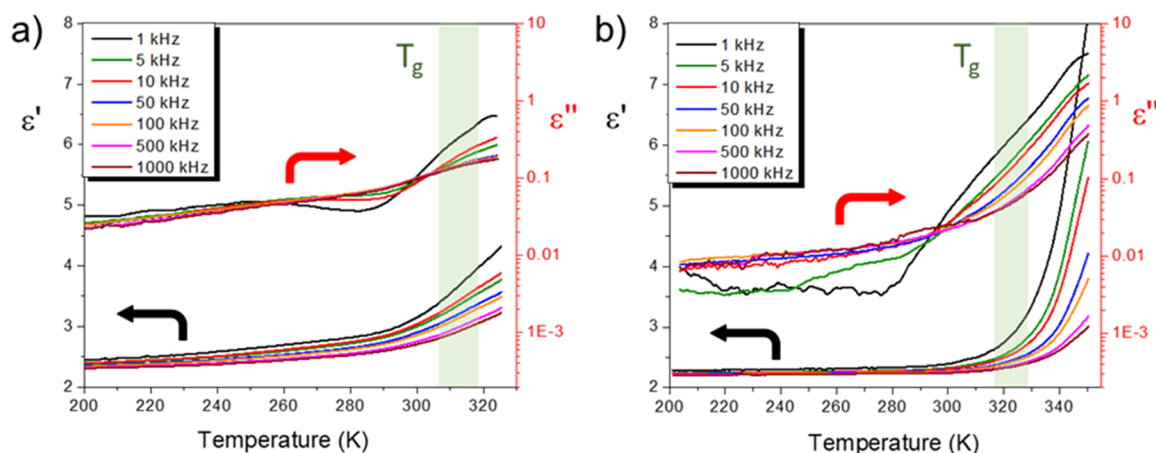 a)
1 kHz
5 kHz
10 kHz
50 kHz
100 kHz
500 kHz
1000 kHz
Tg
ε'
ε''
8
7
6
5
4
3
2
10
1
0.1
0.01
1E-3
200 220 240 260 280 300 320
Temperature (K)
b)
1 kHz
5 kHz
10 kHz
50 kHz
100 kHz
500 kHz
1000 kHz
Tg
ε'
ε''
8
7
6
5
4
3
2
10
1
0.1
0.01
1E-3
200 220 240 260 280 300 320 340
Temperature (K)